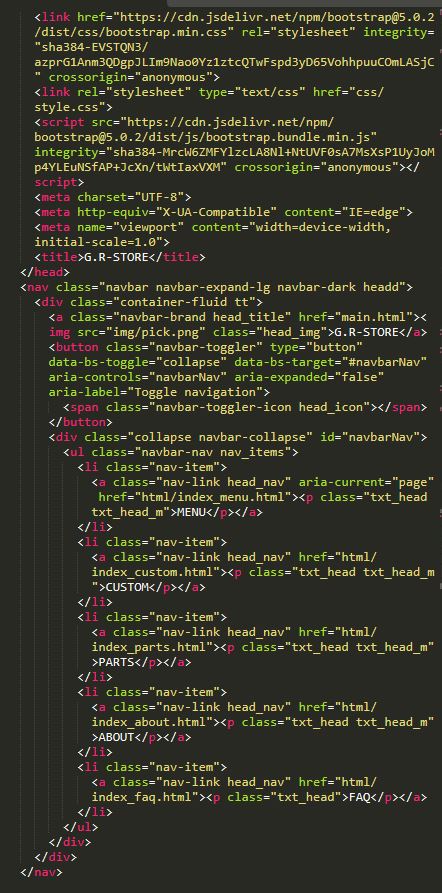 <link href="https://cdn.jsdelivr.net/npm/bootstrap@5.0.2
/dist/css/bootstrap.min.css" rel="stylesheet" integrity=
"sha384-EVSTQN3/
azprG1Anm3QDgpJLIm9Nao0Yz1ztcQTwFspd3yD65VohhpuuCOmLASjC
" crossorigin="anonymous">
<link rel="stylesheet" type="text/css" href="css/
style.css">
<script src="https://cdn.jsdelivr.net/npm/
bootstrap@5.0.2/dist/js/bootstrap.bundle.min.js"
integrity="sha384-MrcW6ZMFYlzcLA8Nl+NtUVF0sA7MsXsP1UyJoM
p4YLEuNSfAP+JcXn/tWtIaxVXM" crossorigin="anonymous"></
script>
<meta charset="UTF-8">
<meta http-equiv="X-UA-Compatible" content="IE=edge">
<meta name="viewport" content="width=device-width,
initial-scale=1.0">
<title>G.R-STORE</title>
</head>
<nav class="navbar navbar-expand-lg navbar-dark headd">
<div class="container-fluid tt">
<a class="navbar-brand head_title" href="main.html"><
img src="img/pick.png" class="head_img">G.R-STORE</a>
<button class="navbar-toggler" type="button"
data-bs-toggle="collapse" data-bs-target="#navbarNav"
aria-controls="navbarNav" aria-expanded="false"
aria-label="Toggle navigation">
<span class="navbar-toggler-icon head_icon"></span>
</button>
<div class="collapse navbar-collapse" id="navbarNav">
<ul class="navbar-nav nav_items">
<li class="nav-item">
<a class="nav-link head_nav" aria-current="page"
href="html/index_menu.html"><p class="txt_head
txt_head_m">MENU</p></a>
</li>
<li class="nav-item">
<a class="nav-link head_nav" href="html/
index_custom.html"><p class="txt_head txt_head_m
">CUSTOM</p></a>
</li>
<li class="nav-item">
<a class="nav-link head_nav" href="html/
index_parts.html"><p class="txt_head txt_head_m"
>PARTS</p></a>
</li>
<li class="nav-item">
<a class="nav-link head_nav" href="html/
index_about.html"><p class="txt_head txt_head_m"
>ABOUT</p></a>
</li>
<li class="nav-item">
<a class="nav-link head_nav" href="html/
index_faq.html"><p class="txt_head">FAQ</p></a>
</li>
</ul>
</div>
</div>
</nav>